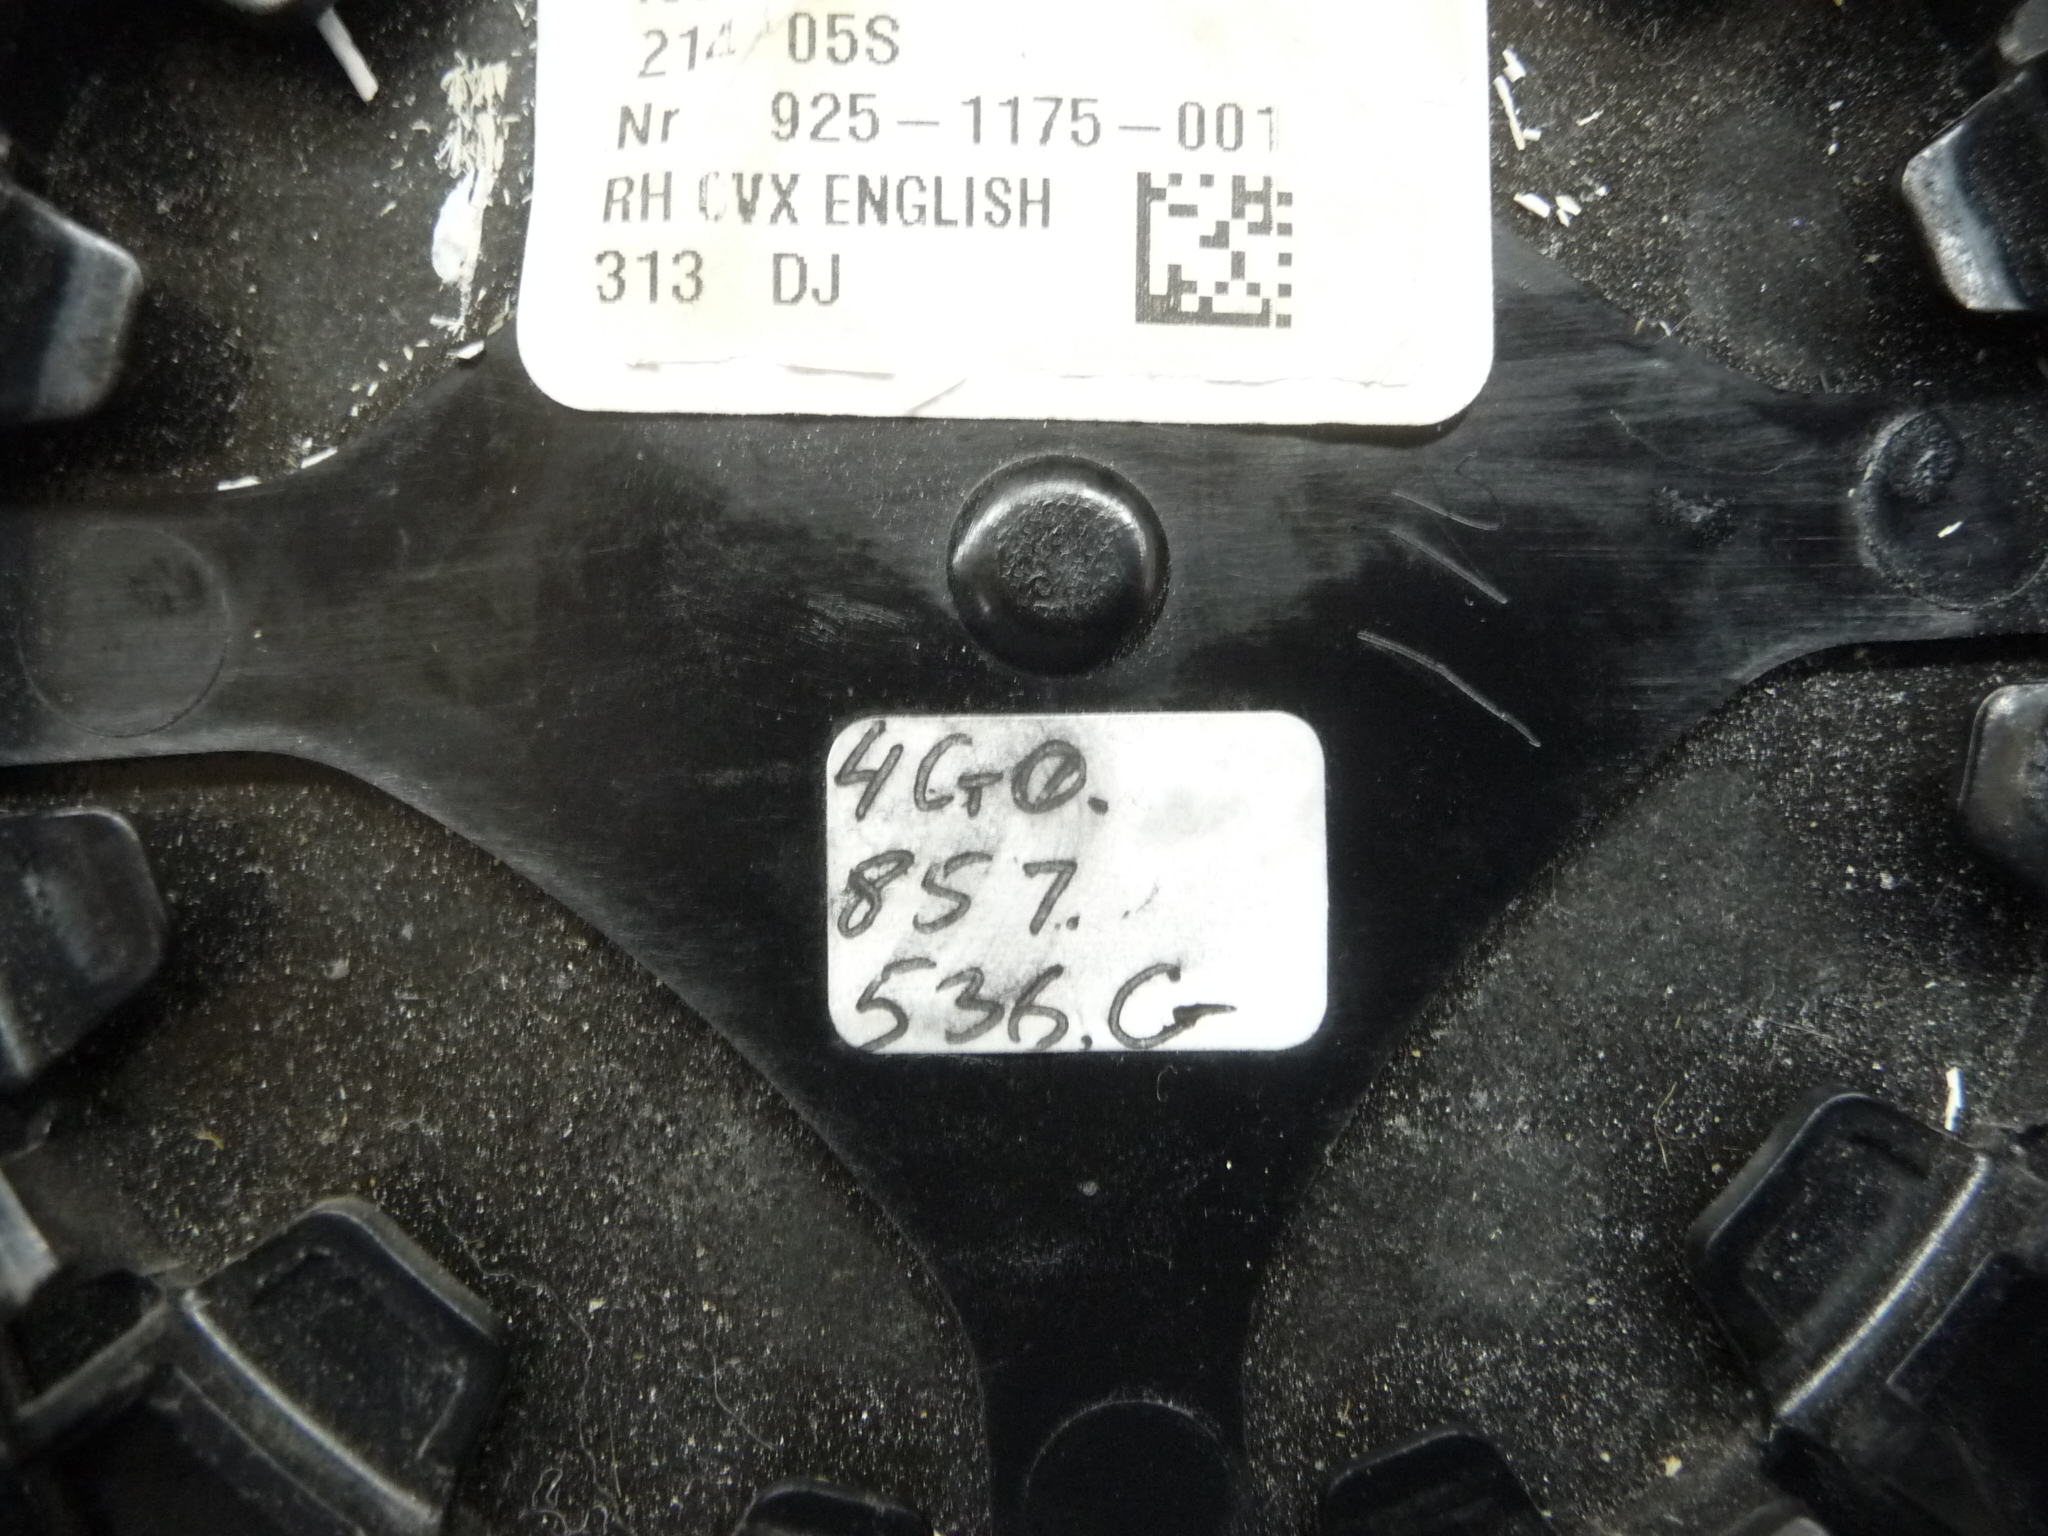 214 05S
Nr 925-1175-001
RH CVX ENGLISH
313 DJ
4G0.
857.
536.G